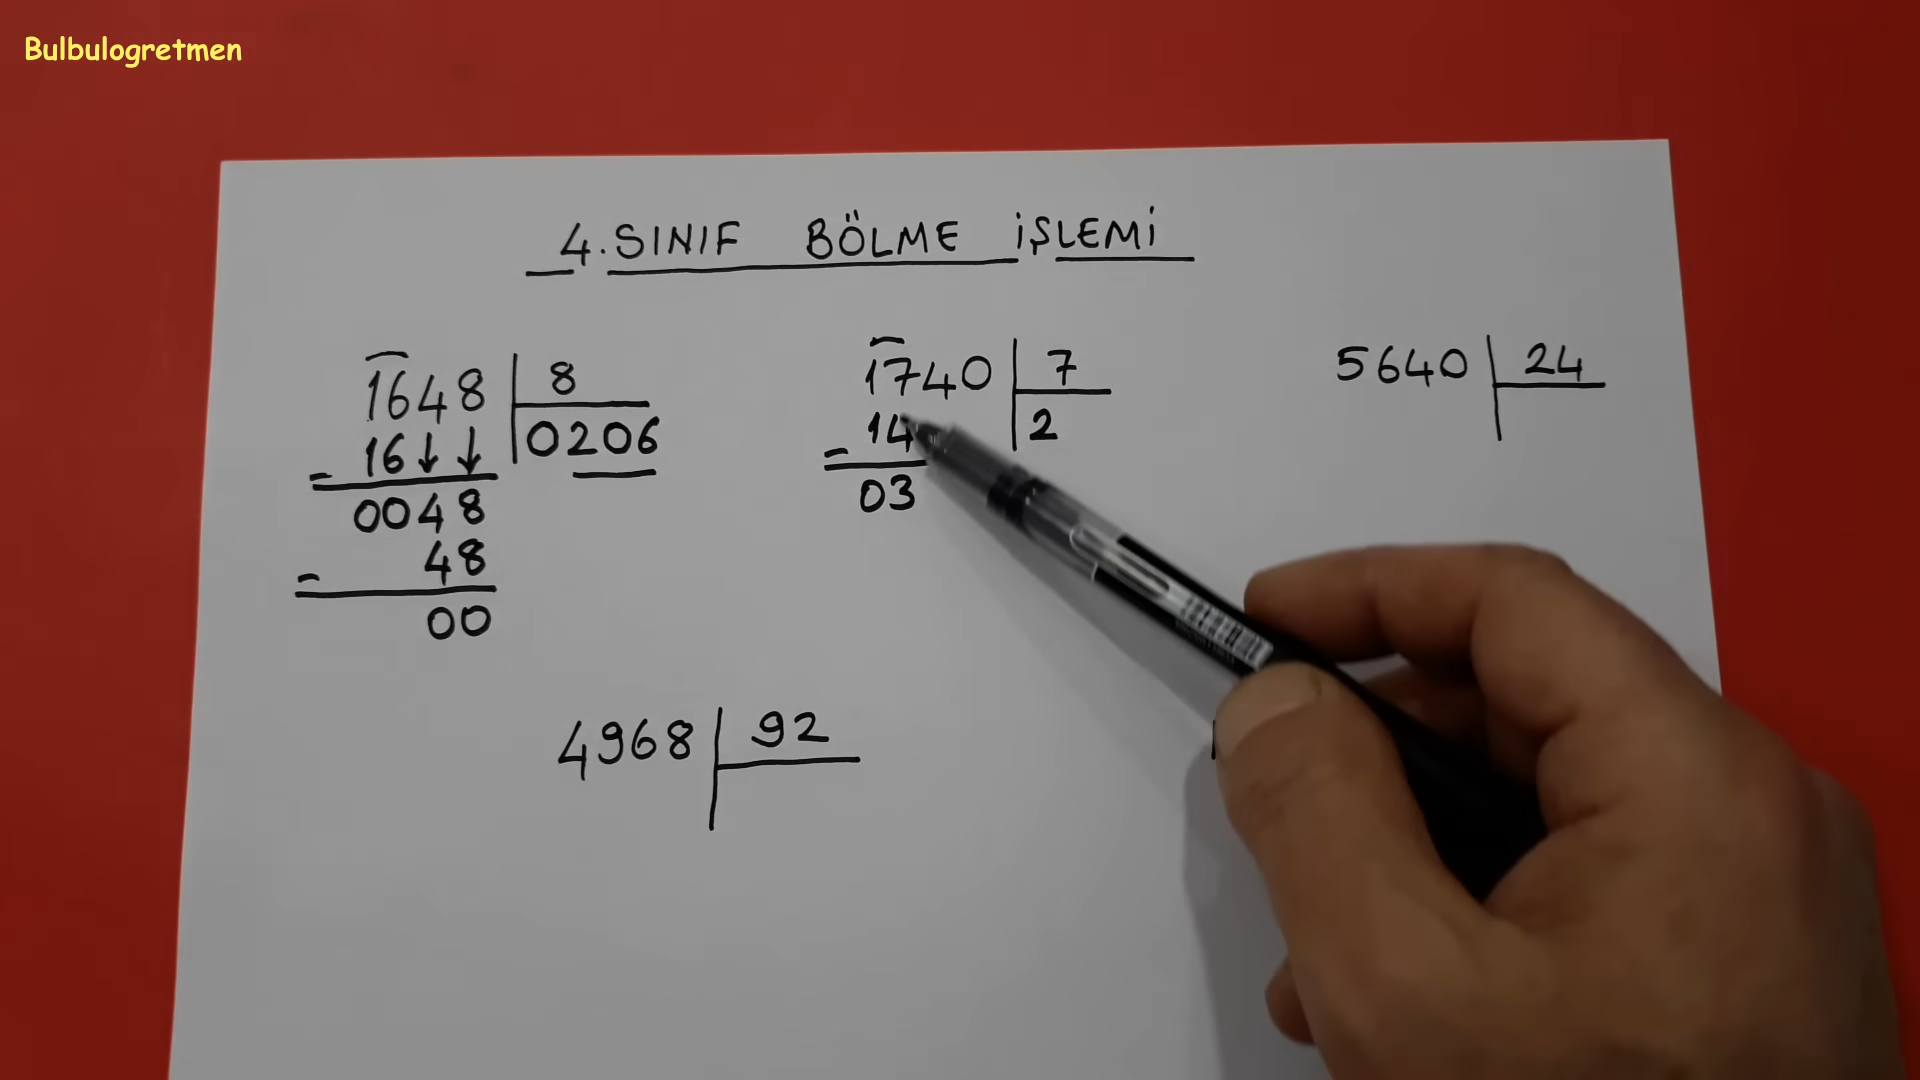 Bulbulogretmen
4.SINIF BÖLME İŞLEMİ
1648 | 8
- 16↓↓ | 0206
0048
- 48
00
1740 | 7
- 14 | 2
03
5640 | 24
4968 | 92